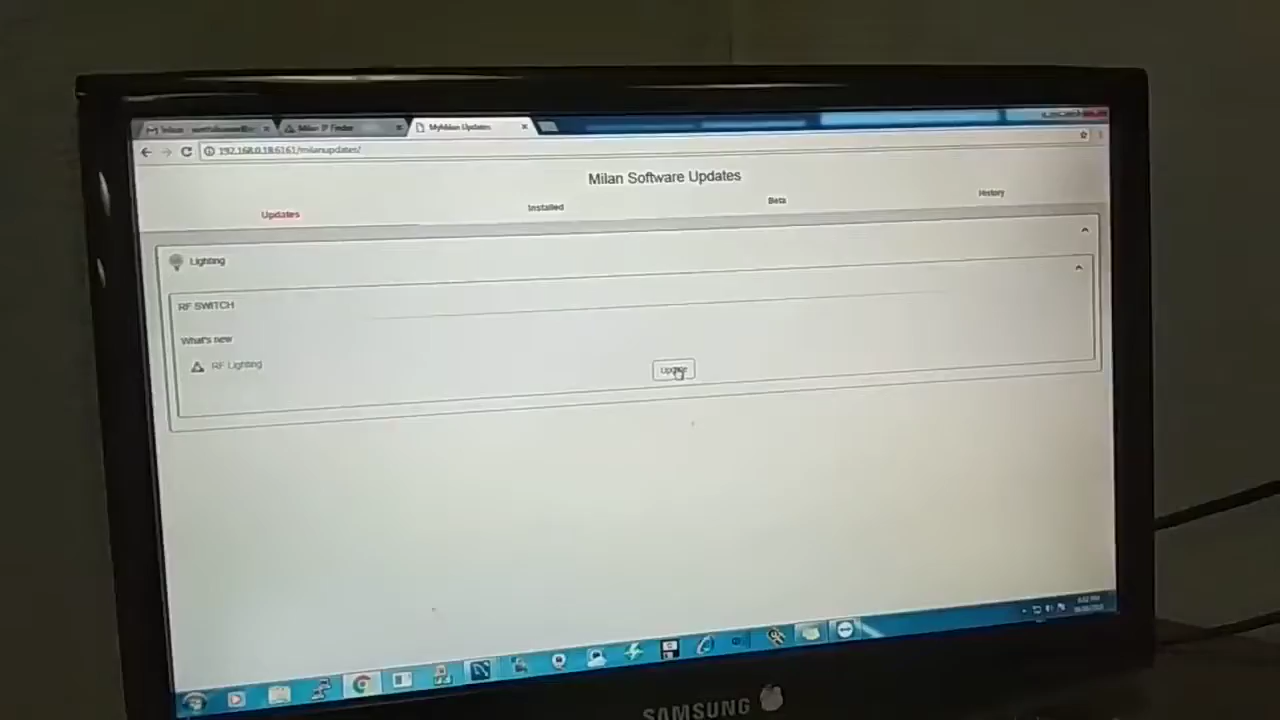 Milan IP Finder
MyMilan Updates
192.168.0.18:6161/milanupdates/
Milan Software Updates
Updates
Installed
Beta
History
Lighting
RF SWITCH
What's new
RF Lighting
Update
SAMSUNG